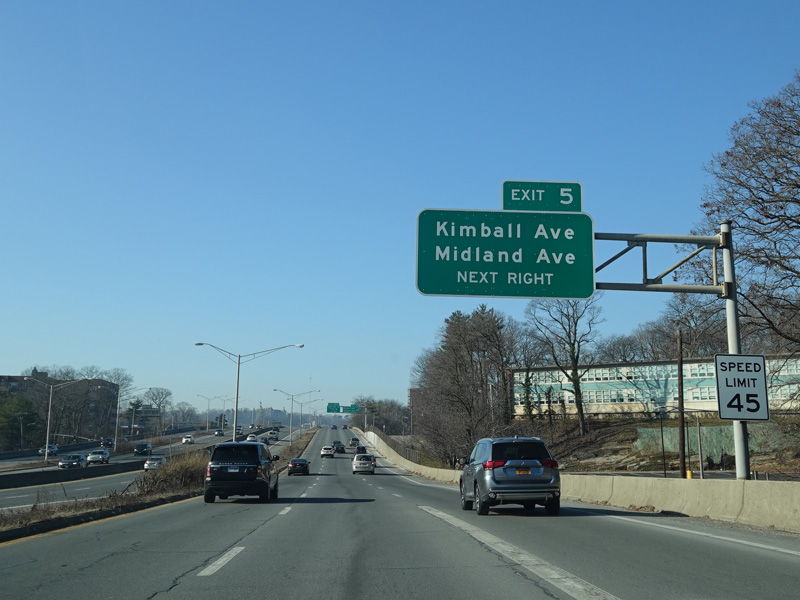 EXIT 5
Kimball Ave
Midland Ave
NEXT RIGHT
SPEED
LIMIT
45